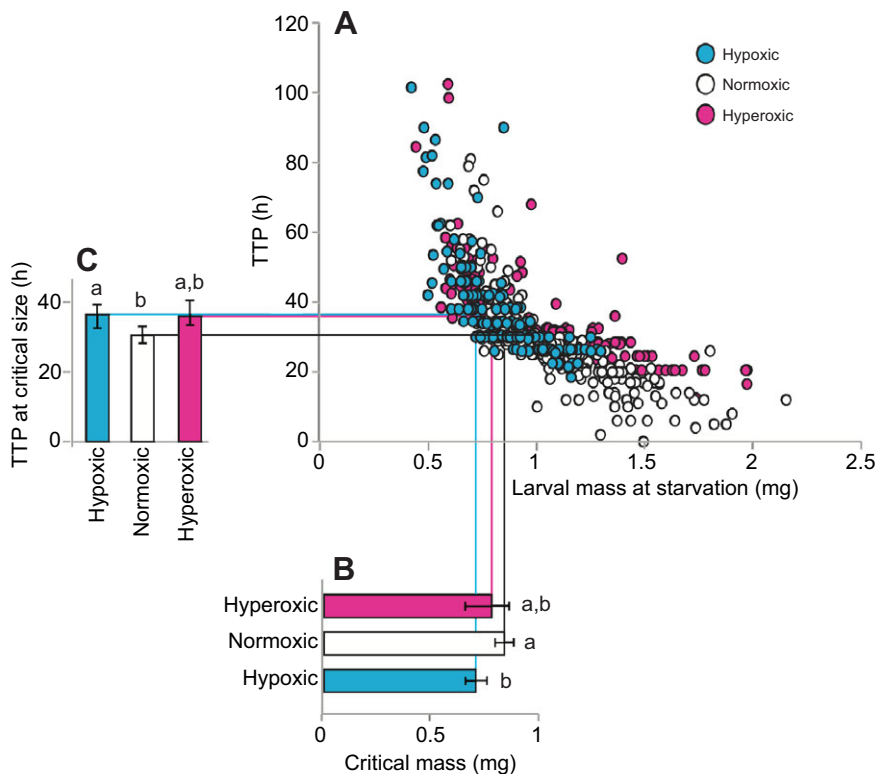 A
120
100
80
60
40
20
0
TTP (h)
0
0.5
1
1.5
2
2.5
Larval mass at starvation (mg)
Hypoxic
Normoxic
Hyperoxic
C
TTP at critical size (h)
40
20
0
a
b
a,b
Hypoxic
Normoxic
Hyperoxic
B
Hyperoxic
a,b
Normoxic
a
Hypoxic
b
0
0.5
1
Critical mass (mg)